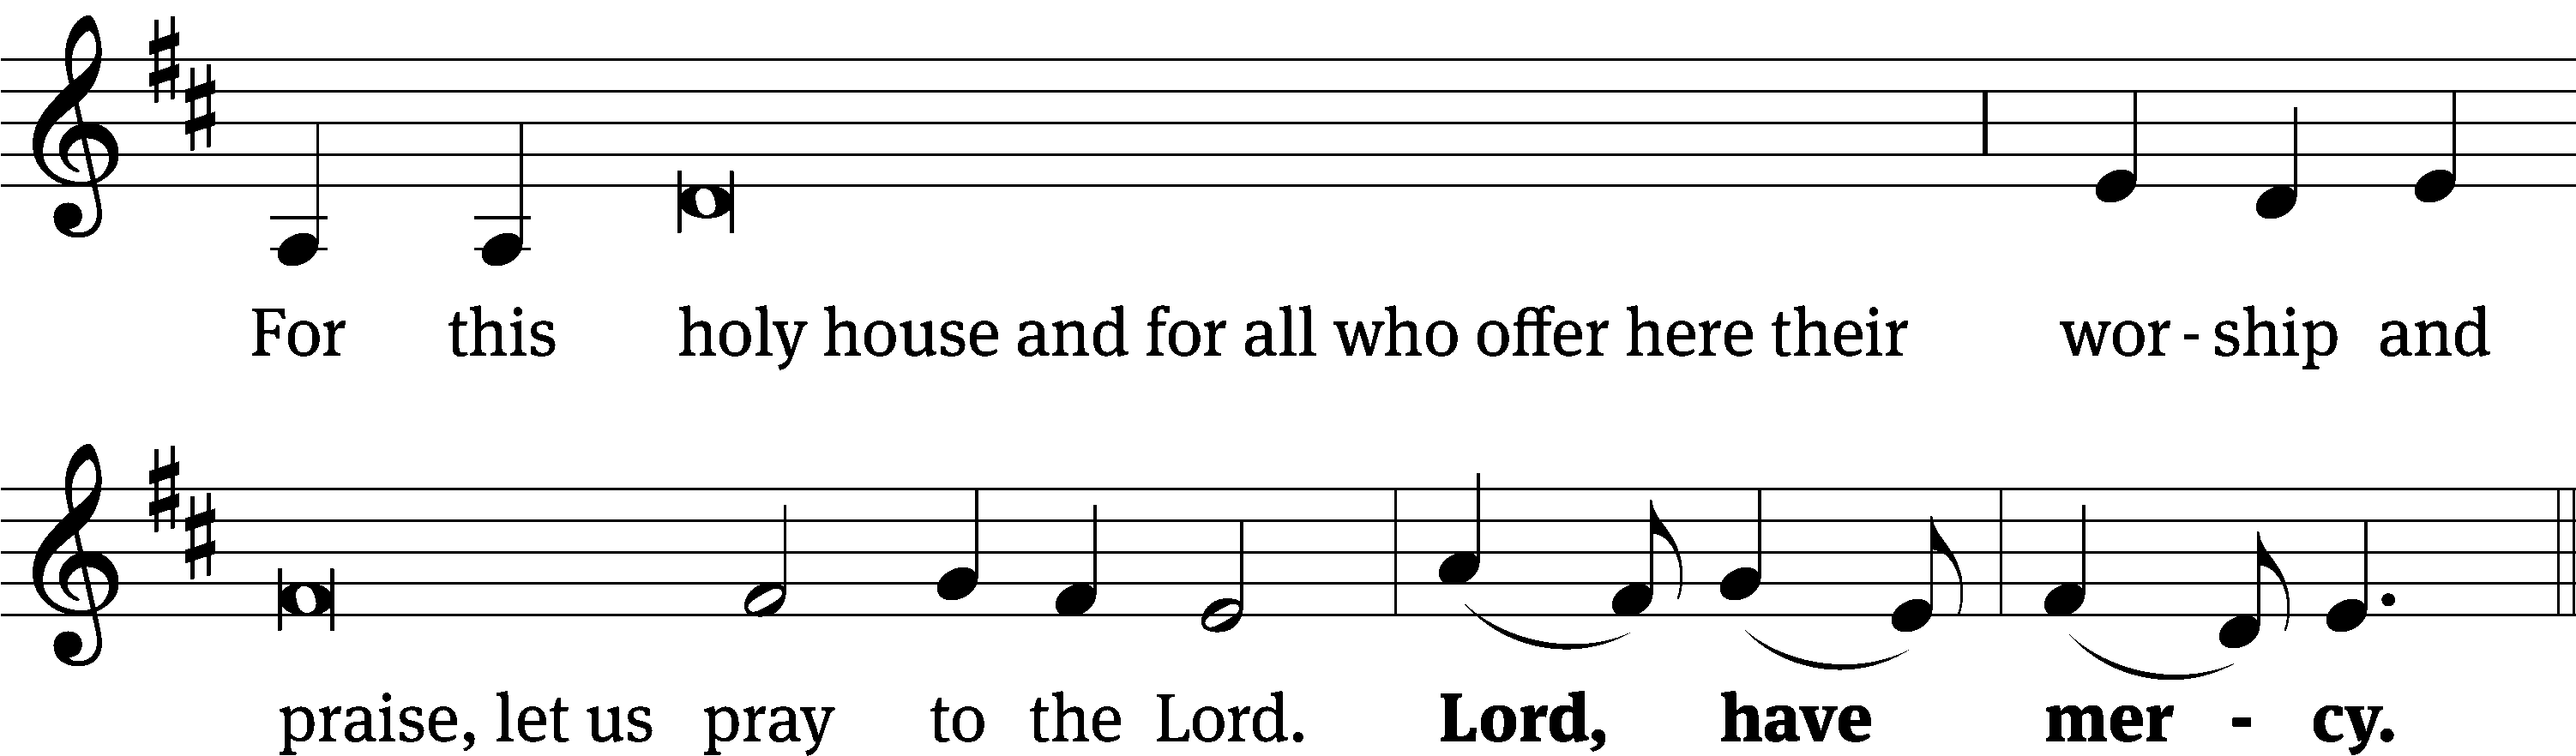 For this holy house and for all who offer here their wor - ship and
praise, let us pray to the Lord. Lord, have mer - cy.